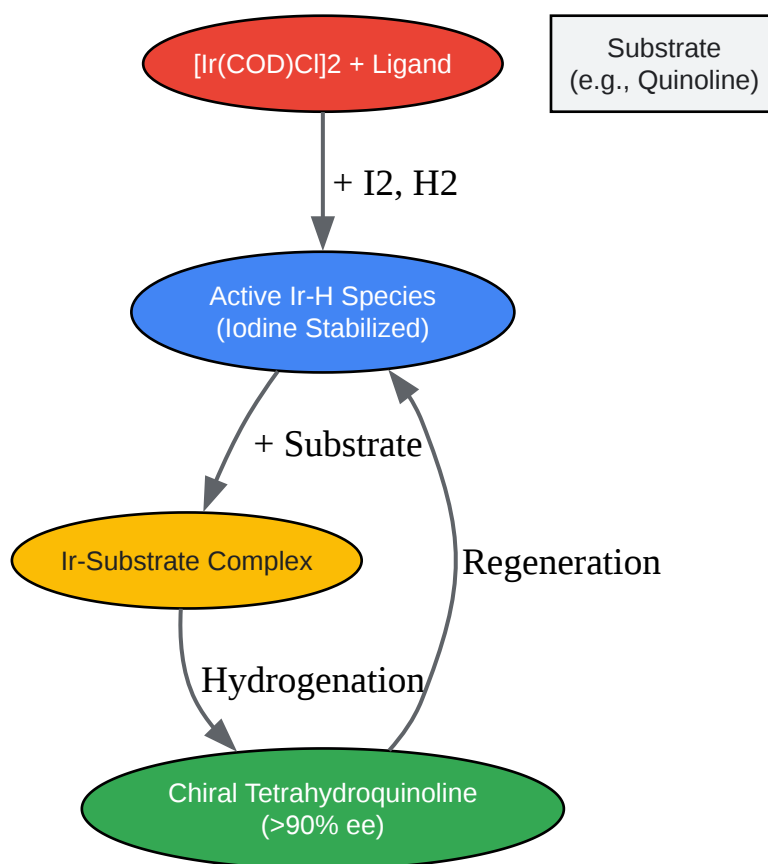 [Ir(COD)Cl]2 + Ligand
Substrate
(e.g., Quinoline)
+ I2, H2
Active Ir-H Species
(Iodine Stabilized)
+ Substrate
Ir-Substrate Complex
Regeneration
Hydrogenation
Chiral Tetrahydroquinoline
(>90% ee)